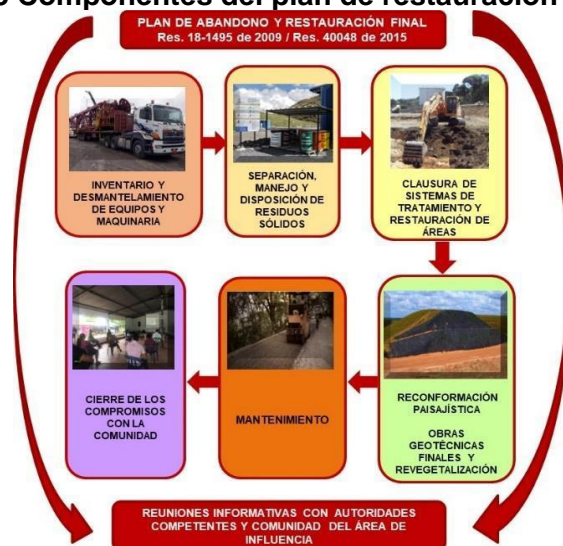 s Componentes del plan de restauración
PLAN DE ABANDONO Y RESTAURACIÓN FINAL
Res. 18-1495 de 2009 / Res. 40048 de 2015
INVENTARIO Y
DESMANTELAMIENTO
DE EQUIPOS Y
MAQUINARIA
SEPARACIÓN,
MANEJO Y
DISPOSICIÓN DE
RESIDUOS
SÓLIDOS
CLAUSURA DE
SISTEMAS DE
TRATAMIENTO Y
RESTAURACIÓN DE
ÁREAS
CIERRE DE LOS
COMPROMISOS
CON LA
COMUNIDAD
MANTENIMIENTO
RECONFORMACIÓN
PAISAJÍSTICA
OBRAS
GEOTÉCNICAS
FINALES Y
REVEGETALIZACIÓN
REUNIONES INFORMATIVAS CON AUTORIDADES
COMPETENTES Y COMUNIDAD DEL ÁREA DE
INFLUENCIA